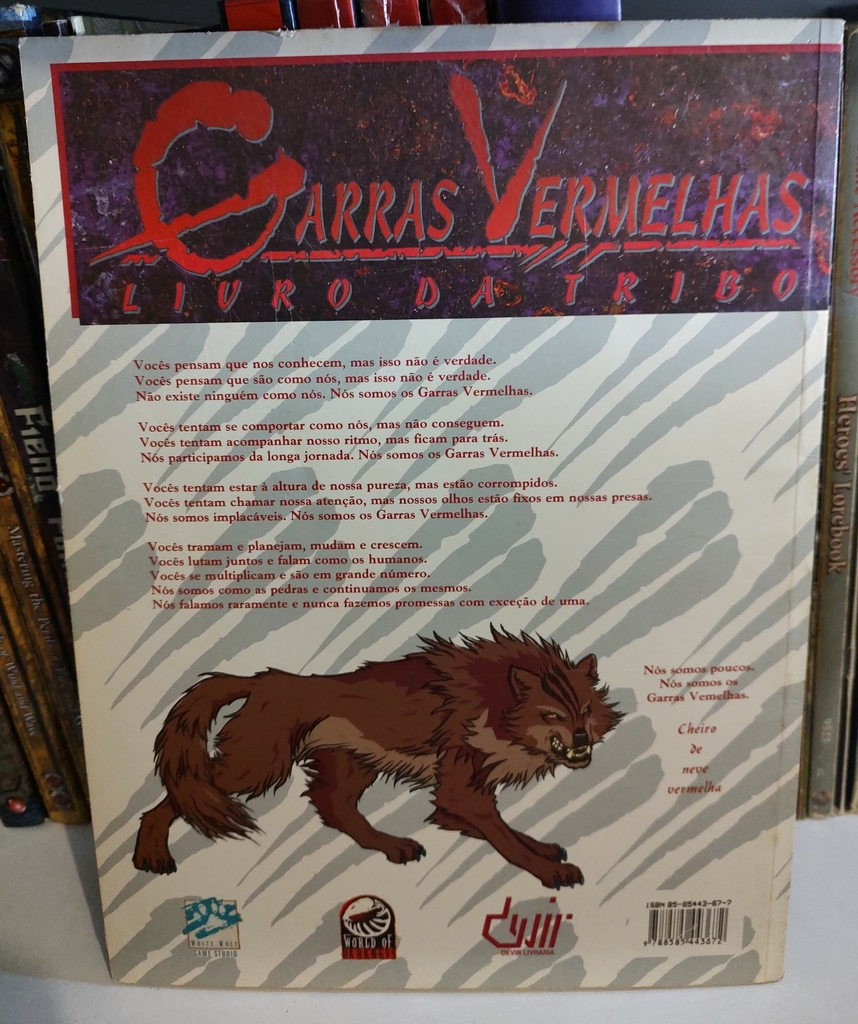 GARRAS VERMELHAS
LIVRO DA TRIBO
Vocês pensam que nos conhecem, mas isso não é verdade.
Vocês pensam que são como nós, mas isso não é verdade.
Não existe ninguém como nós. Nós somos os Garras Vermelhas.
Vocês tentam se comportar como nós, mas não conseguem.
Vocês tentam acompanhar nosso ritmo, mas ficam para trás.
Nós participamos da longa jornada. Nós somos os Garras Vermelhas.
Vocês tentam estar à altura de nossa pureza, mas estão corrompidos.
Vocês tentam chamar nossa atenção, mas nossos olhos estão fixos em nossas presas.
Nós somos implacáveis. Nós somos os Garras Vermelhas.
Vocês tramam e planejam, mudam e crescem.
Vocês lutam juntos e falam como os humanos.
Vocês se multiplicam e são em grande número.
Nós somos como as pedras e continuamos os mesmos.
Nós falamos raramente e nunca fazemos promessas com exceção de uma.
Nós somos poucos.
Nós somos os
Garras Vemelhas.
Cheiro
de
neve
vermelha
WHITE WOLF
GAME STUDIO
WORLD OF
DARKNESS
devir
DEVIR LIVRARIA
ISBN 85-85443-67-7
9 788585 443672
Heroes' Lorebook